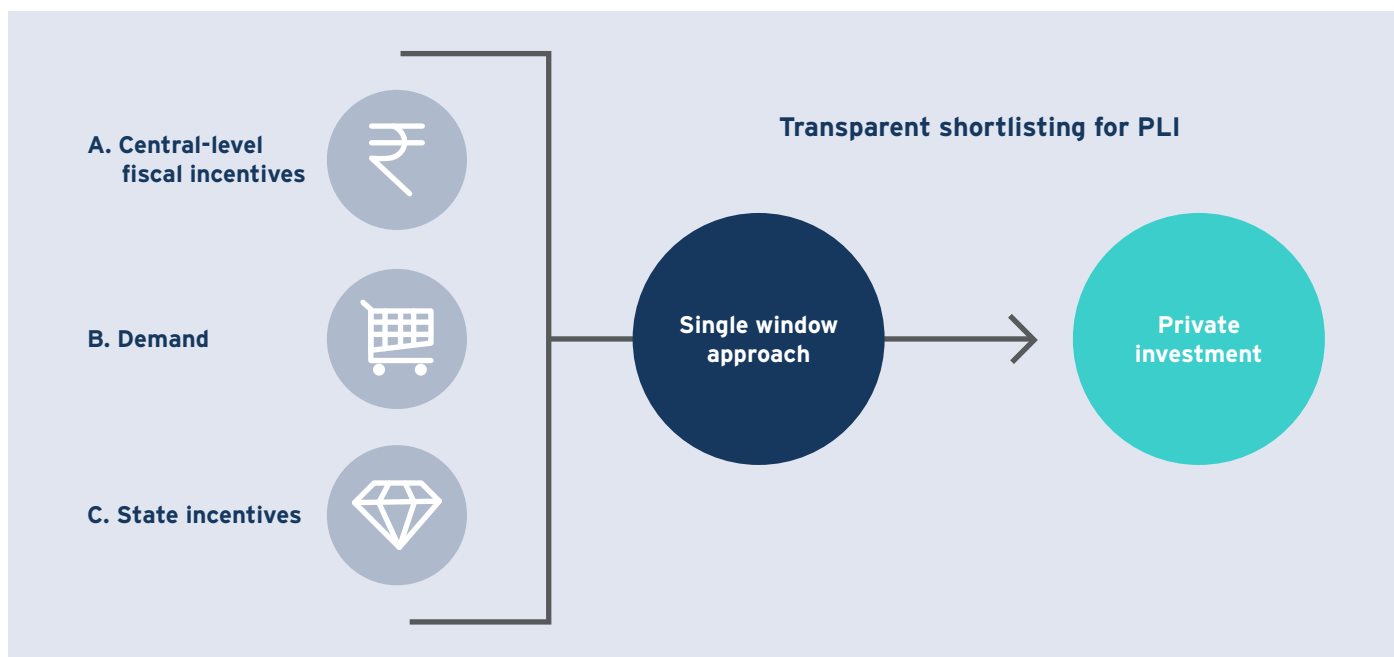 A. Central-level
fiscal incentives
B. Demand
C. State incentives
Transparent shortlisting for PLI
Single window
approach
Private
investment